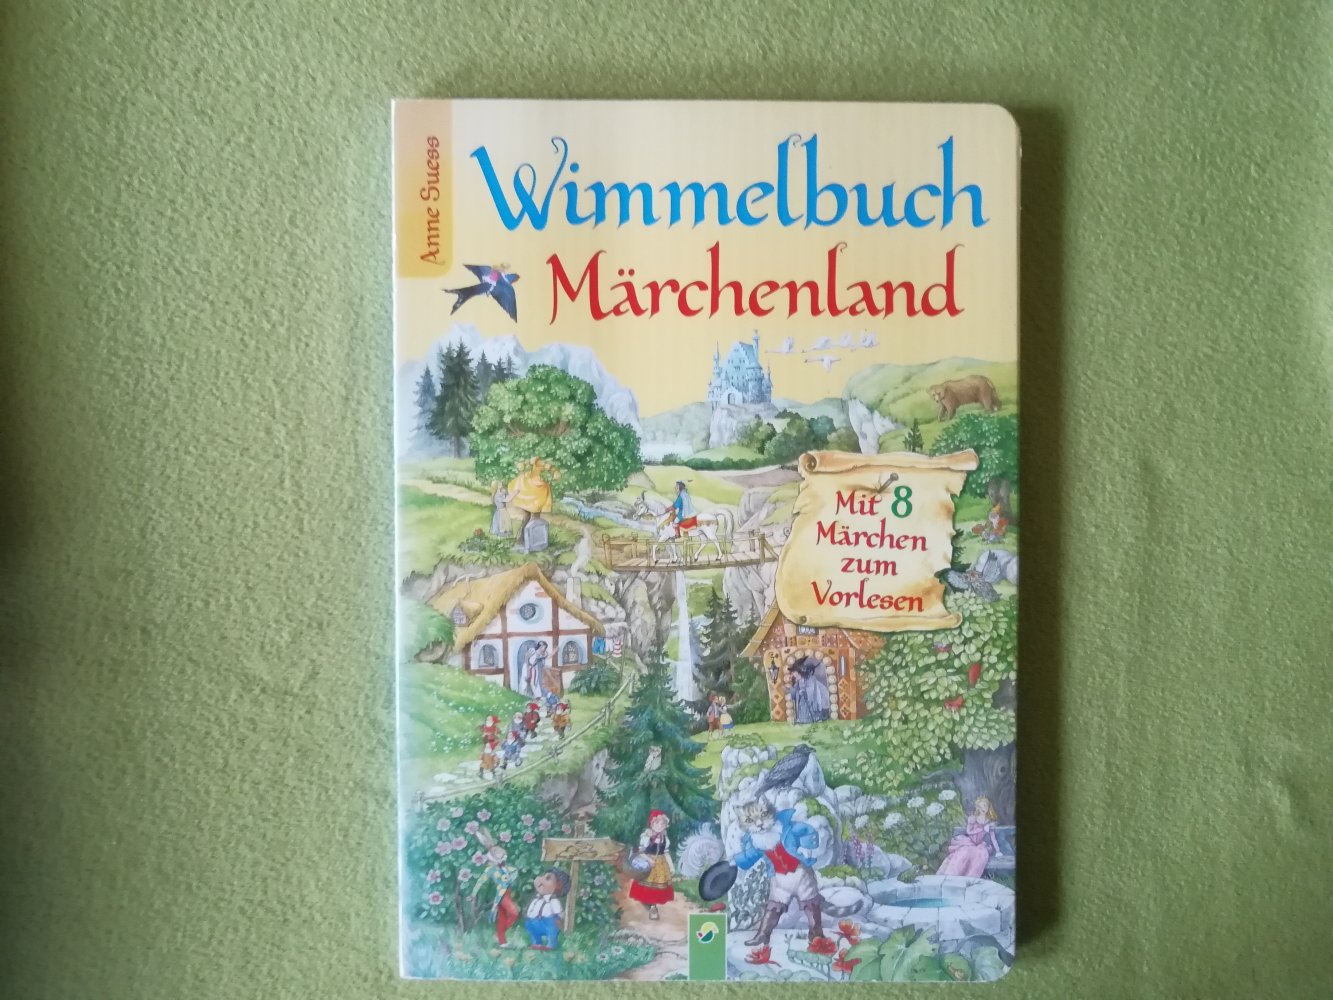 Anne Suess
Wimmelbuch
Märchenland
Mit 8
Märchen
zum
Vorlesen